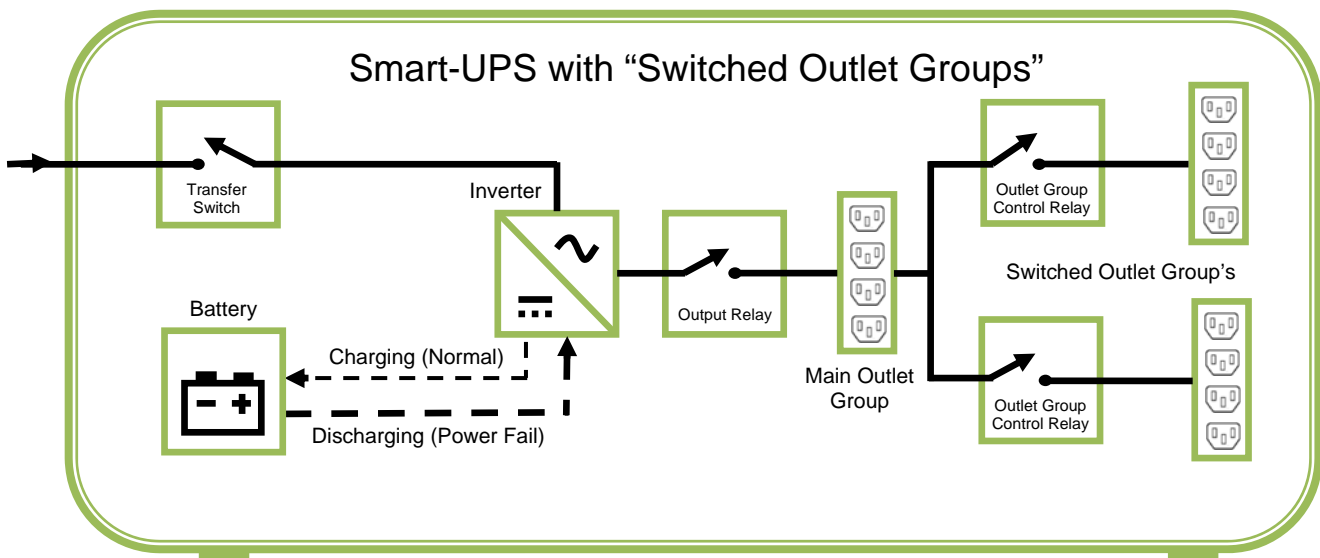 Smart-UPS with “Switched Outlet Groups”
Transfer
Switch
Inverter
Outlet Group
Control Relay
Switched Outlet Group's
Output Relay
Battery
Charging (Normal)
Main Outlet
Group
Discharging (Power Fail)
Outlet Group
Control Relay